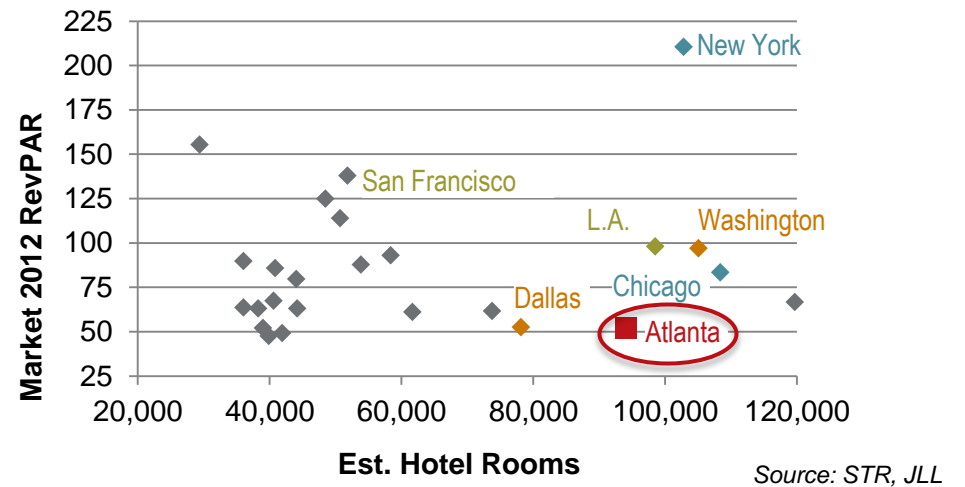 225
New York
200
175
150
San Francisco
125
L.A.
Washington
100
75
Dallas
Chicago
50
Atlanta
25
20,000 40,000 60,000 80,000 100,000 120,000
Market 2012 RevPAR
Est. Hotel Rooms
Source: STR, JLL